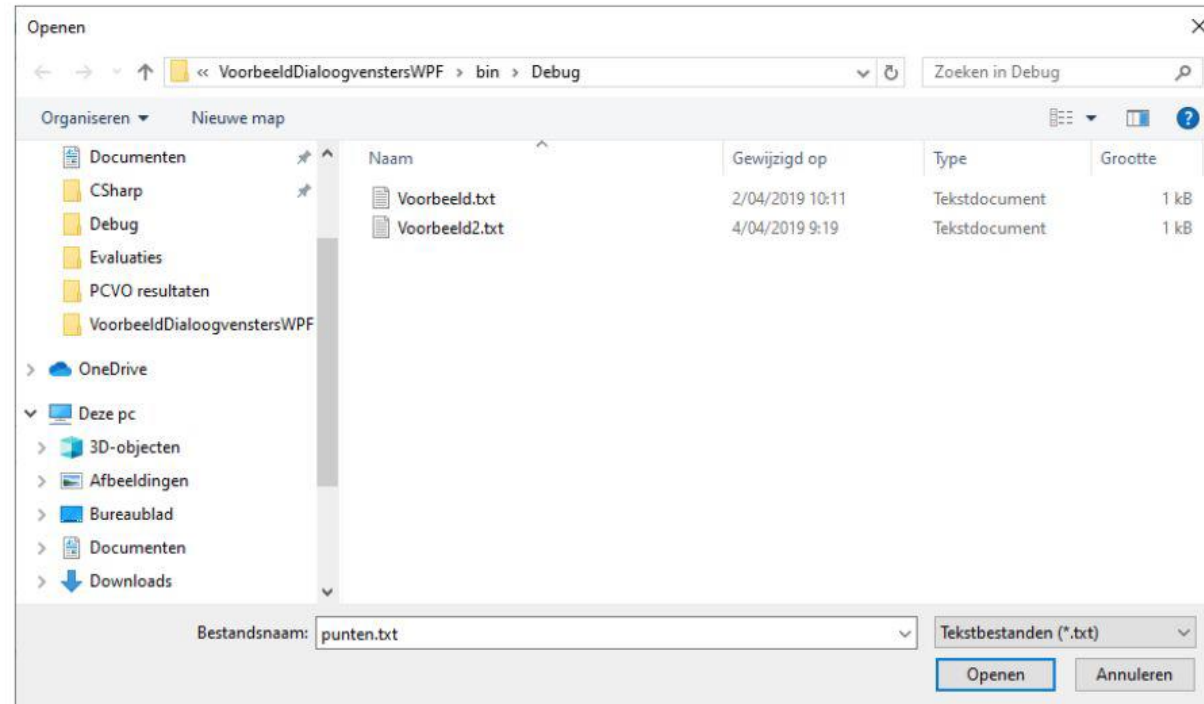 Openen
« VoorbeeldDialoogvenstersWPF > bin > Debug
Zoeken in Debug
Organiseren
Nieuwe map
Documenten
CSharp
Debug
Evaluaties
PCVO resultaten
VoorbeeldDialoogvenstersWPF
OneDrive
Deze pc
3D-objecten
Afbeeldingen
Bureaublad
Documenten
Downloads
Naam Gewijzigd op Type Grootte
Voorbeeld.txt 2/04/2019 10:11 Tekstdocument 1 kB
Voorbeeld2.txt 4/04/2019 9:19 Tekstdocument 1 kB
Bestandsnaam: punten.txt
Tekstbestanden (*.txt)
Openen
Annuleren